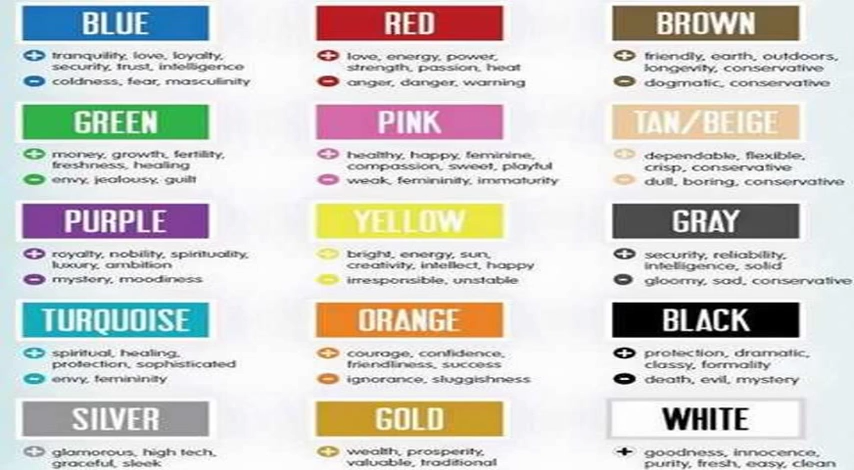 BLUE
tranquility, love, loyalty,
security, trust, intelligence
coldness, fear, masculinity
RED
love, energy, power,
strength, passion, heat
anger, danger, warning
BROWN
friendly, earth, outdoors,
longevity, conservative
dogmatic, conservative
GREEN
money, growth, fertility,
freshness, healing
envy, jealousy, guilt
PINK
healthy, happy, feminine,
compassion, sweet, playful
weak, femininity, immaturity
TAN/BEIGE
dependable, flexible,
crisp, conservative
dull, boring, conservative
PURPLE
royalty, nobility, spirituality,
luxury, ambition
mystery, moodiness
YELLOW
bright, energy, sun,
creativity, intellect, happy
irresponsible, unstable
GRAY
security, reliability,
intelligence, solid
gloomy, sad, conservative
TURQUOISE
spiritual, healing,
protection, sophisticated
envy, femininity
ORANGE
courage, confidence,
friendliness, success
ignorance, sluggishness
BLACK
protection, dramatic,
classy, formality
death, evil, mystery
SILVER
glamorous, high tech,
graceful, sleek
GOLD
wealth, prosperity,
valuable, traditional
WHITE
goodness, innocence,
purity, fresh, easy, clean